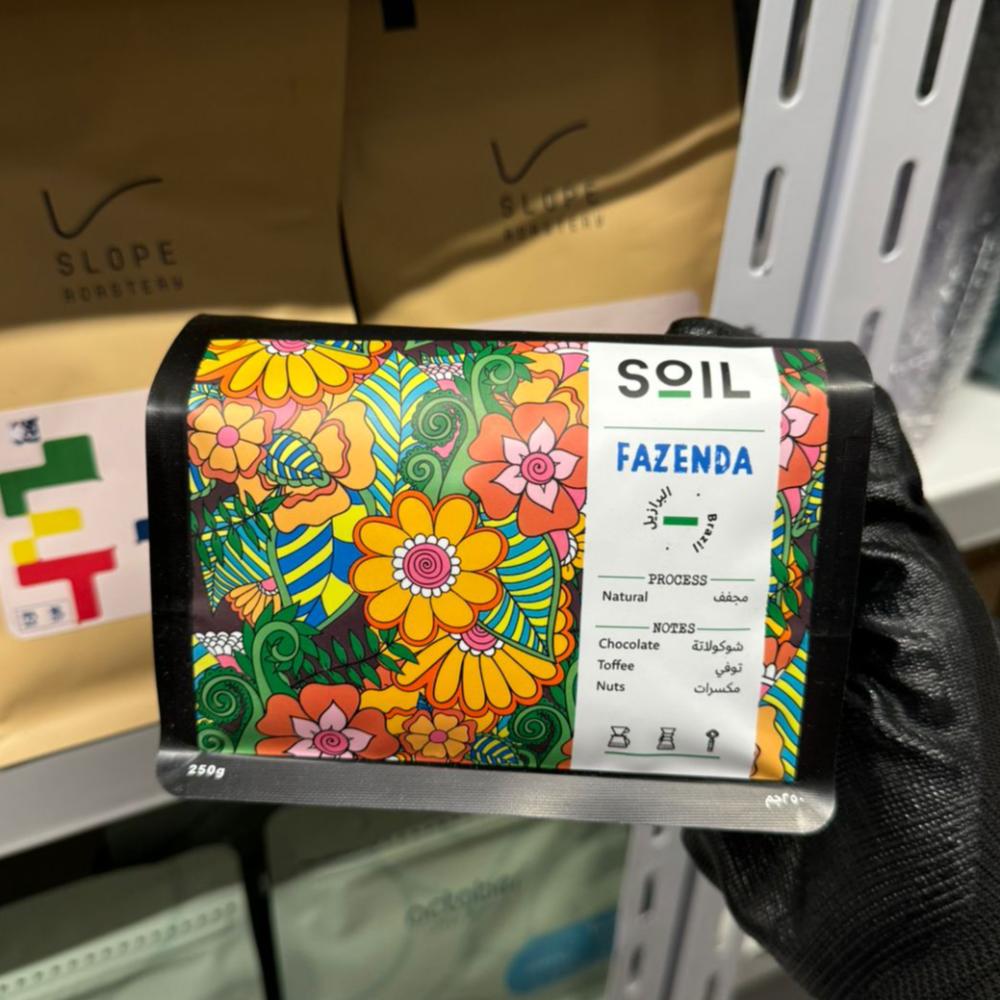 SLOPE
ROASTERY
SLOPE
ROASTERY
SOIL
FAZENDA
البرازيل
Brazil
PROCESS
Natural مجفف
NOTES
Chocolate شوكولاتة
Toffee توفي
Nuts مكسرات
250g ٢٥٠جم